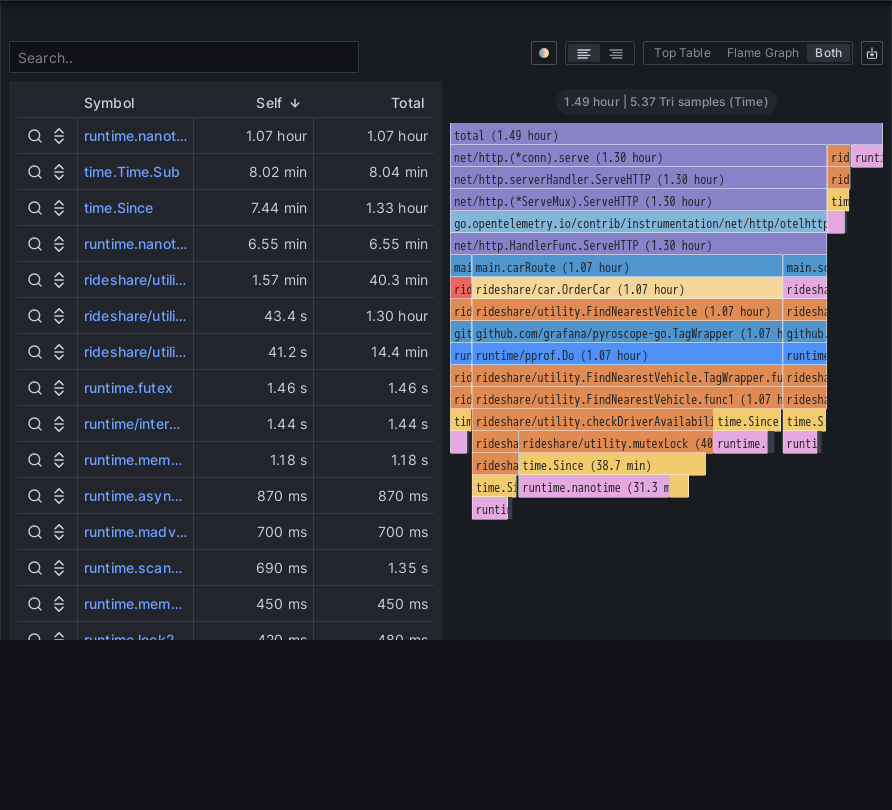 Search..
Top Table Flame Graph Both
Symbol Self Total
runtime.nanot... 1.07 hour 1.07 hour
time.Time.Sub 8.02 min 8.04 min
time.Since 7.44 min 1.33 hour
runtime.nanot... 6.55 min 6.55 min
rideshare/utili... 1.57 min 40.3 min
rideshare/utili... 43.4 s 1.30 hour
rideshare/utili... 41.2 s 14.4 min
runtime.futex 1.46 s 1.46 s
runtime/inter... 1.44 s 1.44 s
runtime.mem... 1.18 s 1.18 s
runtime.asyn... 870 ms 870 ms
runtime.madv... 700 ms 700 ms
runtime.scan... 690 ms 1.35 s
runtime.mem... 450 ms 450 ms
runtime.lock2 420 ms 480 ms
1.49 hour | 5.37 Tri samples (Time)
total (1.49 hour)
net/http.(*conn).serve (1.30 hour) rid runti
net/http.serverHandler.ServeHTTP (1.30 hour) rid
net/http.(*ServeMux).ServeHTTP (1.30 hour) tim
go.opentelemetry.io/contrib/instrumentation/net/http/otelhttp
net/http.HandlerFunc.ServeHTTP (1.30 hour)
mai main.carRoute (1.07 hour) main.sc
rid rideshare/car.OrderCar (1.07 hour) ridesha
rid rideshare/utility.FindNearestVehicle (1.07 hour) ridesha
git github.com/grafana/pyroscope-go.TagWrapper (1.07 h github.
run runtime/pprof.Do (1.07 hour) runtime
rid rideshare/utility.FindNearestVehicle.TagWrapper.fu ridesha
rid rideshare/utility.FindNearestVehicle.func1 (1.07 h ridesha
tim rideshare/utility.checkDriverAvailabili time.Since time.S
ridesha rideshare/utility.mutexLock (40 runtime. runti
ridesha time.Since (38.7 min)
time.Si runtime.nanotime (31.3 m
runti